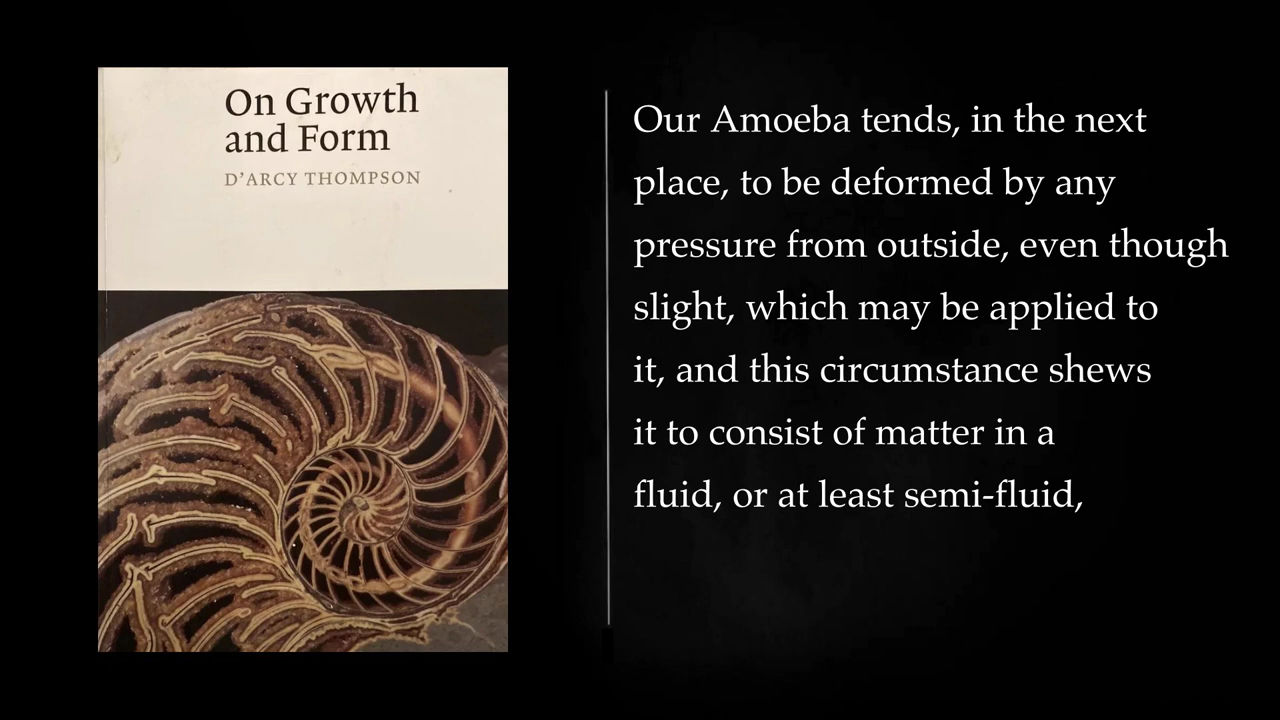 On Growth
and Form
D'ARCY THOMPSON
Our Amoeba tends, in the next
place, to be deformed by any
pressure from outside, even though
slight, which may be applied to
it, and this circumstance shews
it to consist of matter in a
fluid, or at least semi-fluid,